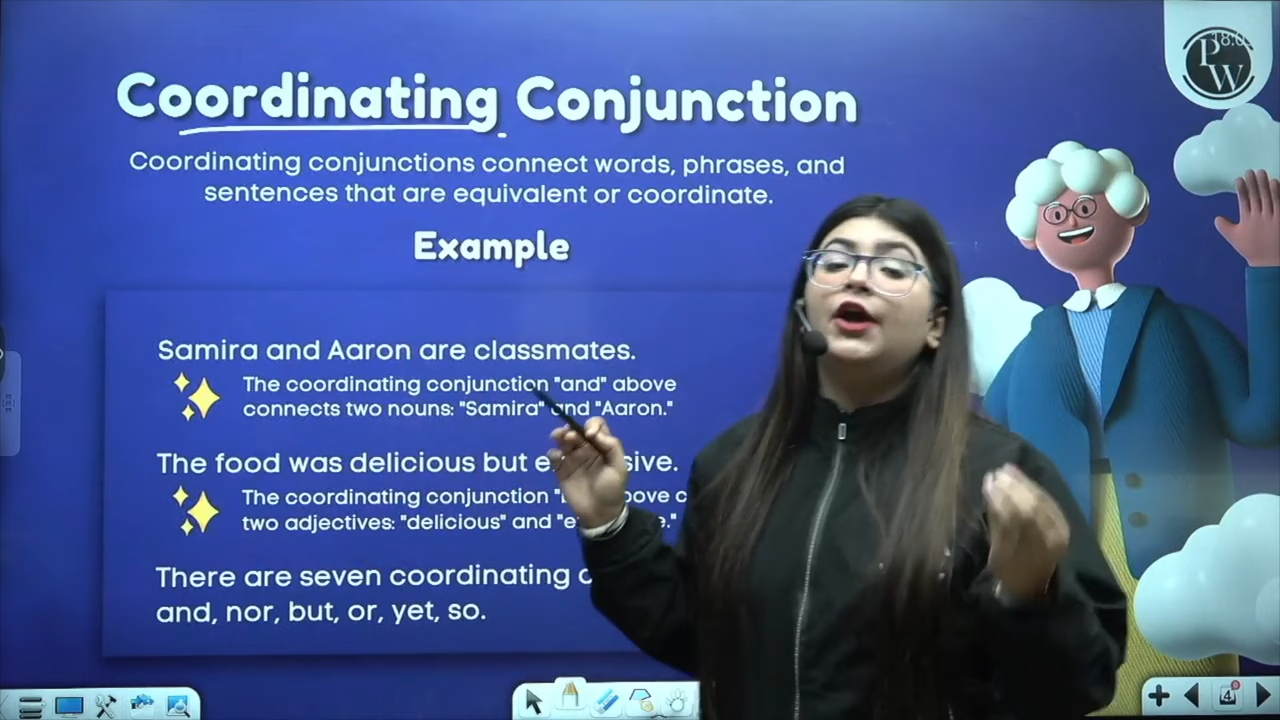 Coordinating Conjunction
Coordinating conjunctions connect words, phrases, and
sentences that are equivalent or coordinate.
Example
Samira and Aaron are classmates.
The coordinating conjunction "and" above
connects two nouns: "Samira" and "Aaron."
The food was delicious but
The coordinating conjunction
two adjectives: "delicious" and
There are seven coordinating
and, nor, but, or, yet, so.
PW
4